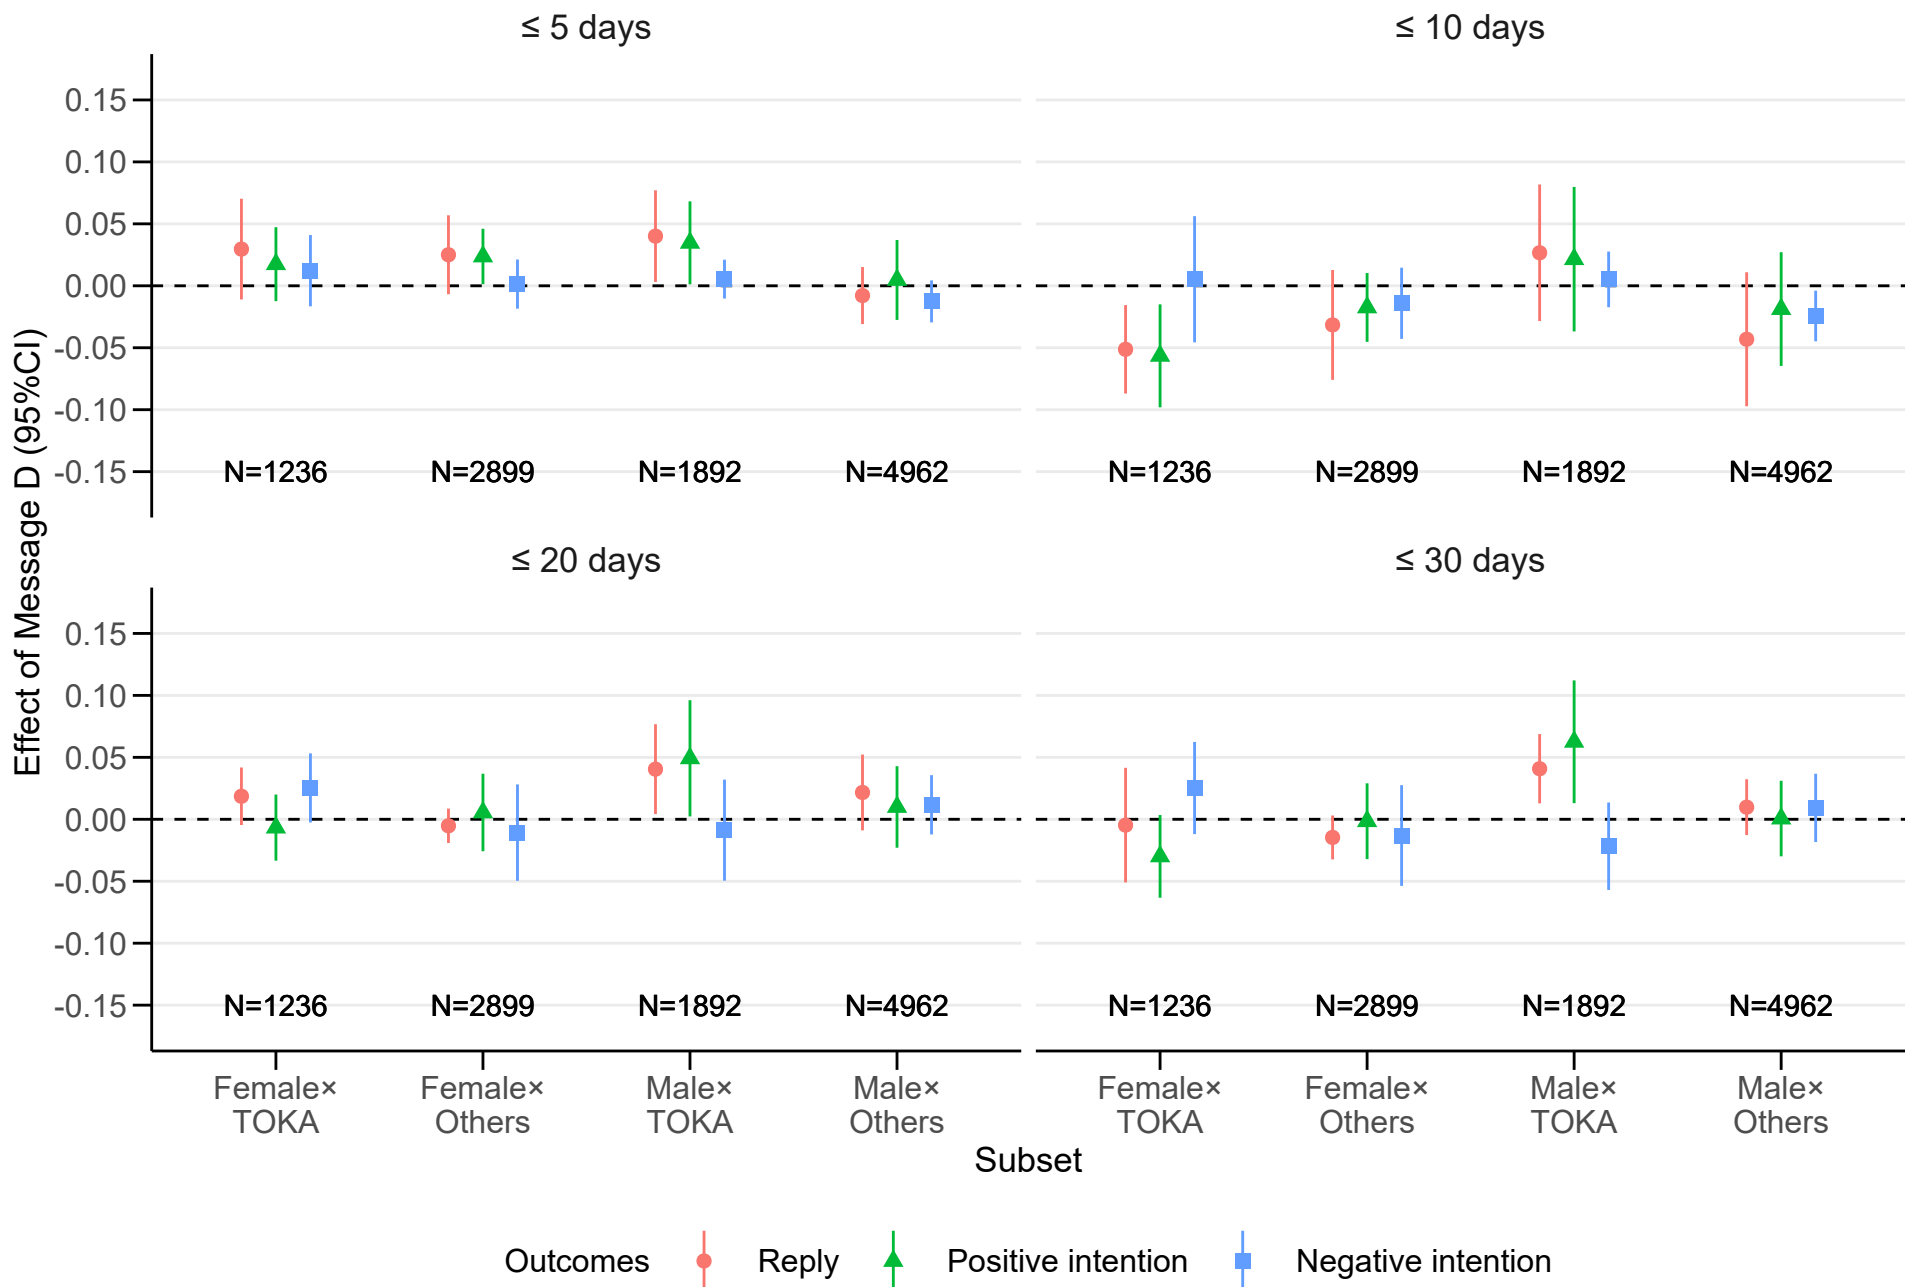 ≤ 5 days
≤ 10 days
0.15
0.10
0.05
0.00
-0.05
-0.10
-0.15
N=1236 N=2899 N=1892 N=4962
N=1236 N=2899 N=1892 N=4962
Effect of Message D (95%CI)
≤ 20 days
≤ 30 days
0.15
0.10
0.05
0.00
-0.05
-0.10
-0.15
N=1236 N=2899 N=1892 N=4962
N=1236 N=2899 N=1892 N=4962
Female× Female× Male× Male×
TOKA Others TOKA Others
Female× Female× Male× Male×
TOKA Others TOKA Others
Subset
Outcomes Reply Positive intention Negative intention